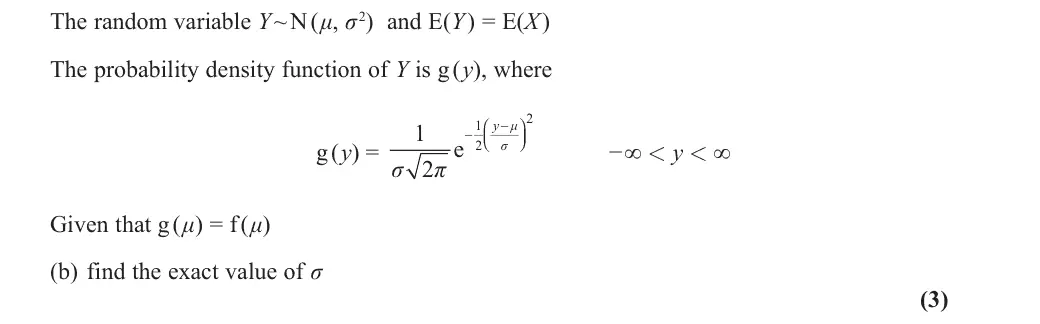 The random variable Y~N(μ, σ²) and E(Y) = E(X)
The probability density function of Y is g(y), where
g(y) = 1/(σ√2π) e^(−1/2((y−μ)/σ)²) −∞ < y < ∞
Given that g(μ) = f(μ)
(b) find the exact value of σ
(3)